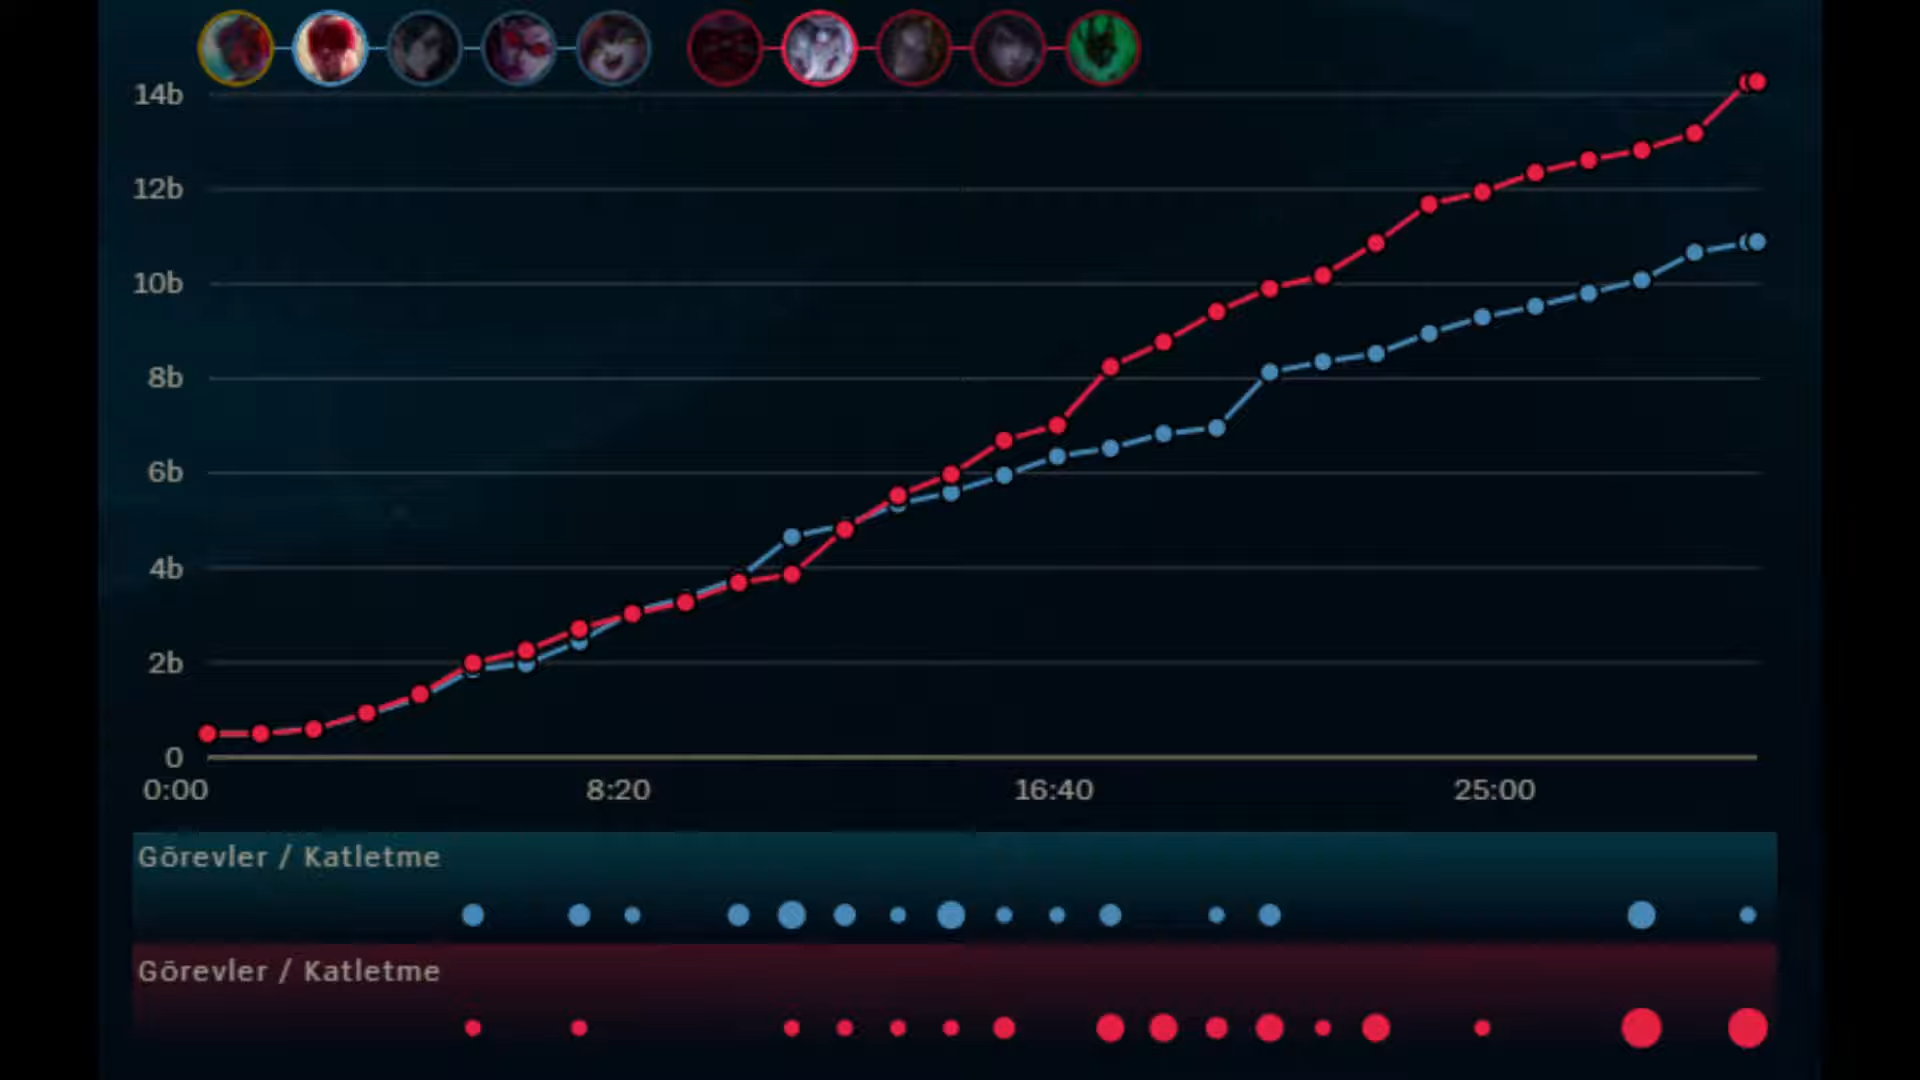 14b
12b
10b
8b
6b
4b
2b
0
0:00 8:20 16:40 25:00
Görevler / Katletme
Görevler / Katletme